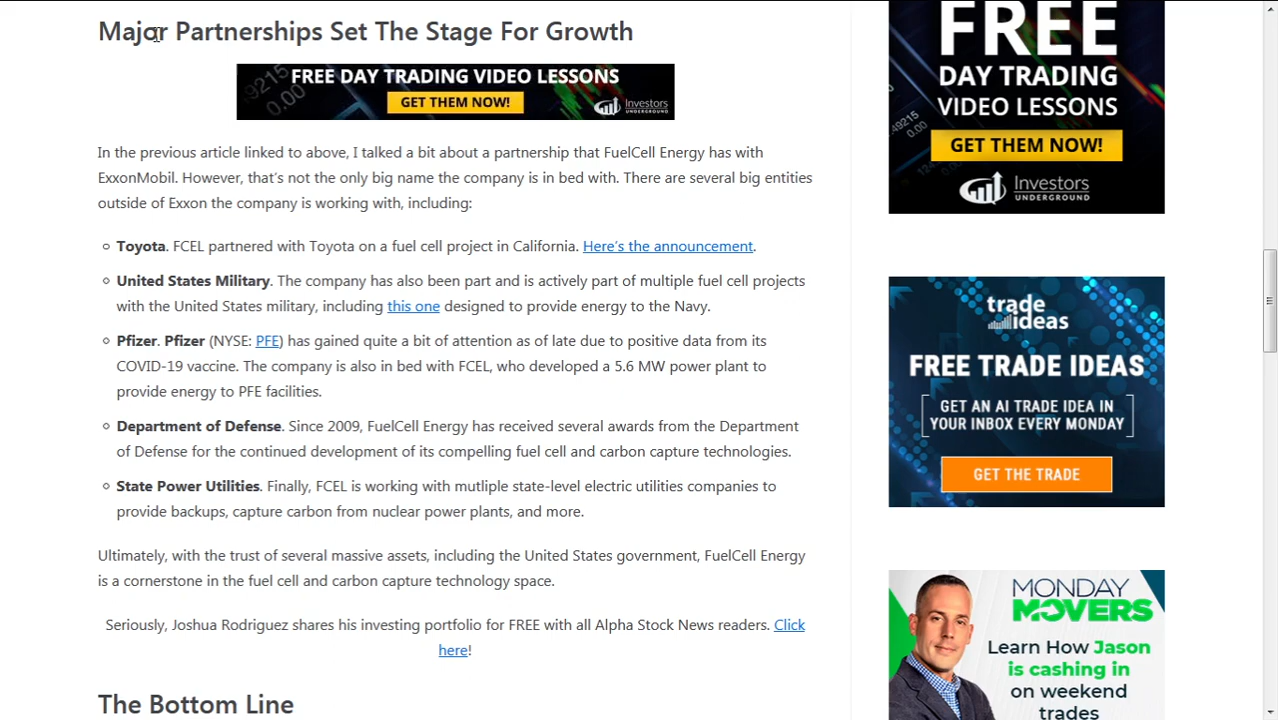 Major Partnerships Set The Stage For Growth
FREE DAY TRADING VIDEO LESSONS
GET THEM NOW!
Investors
UNDERGROUND
In the previous article linked to above, I talked a bit about a partnership that FuelCell Energy has with
ExxonMobil. However, that's not the only big name the company is in bed with. There are several big entities
outside of Exxon the company is working with, including:
Toyota. FCEL partnered with Toyota on a fuel cell project in California. Here's the announcement.
United States Military. The company has also been part and is actively part of multiple fuel cell projects
with the United States military, including this one designed to provide energy to the Navy.
Pfizer. Pfizer (NYSE: PFE) has gained quite a bit of attention as of late due to positive data from its
COVID-19 vaccine. The company is also in bed with FCEL, who developed a 5.6 MW power plant to
provide energy to PFE facilities.
Department of Defense. Since 2009, FuelCell Energy has received several awards from the Department
of Defense for the continued development of its compelling fuel cell and carbon capture technologies.
State Power Utilities. Finally, FCEL is working with mutliple state-level electric utilities companies to
provide backups, capture carbon from nuclear power plants, and more.
Ultimately, with the trust of several massive assets, including the United States government, FuelCell Energy
is a cornerstone in the fuel cell and carbon capture technology space.
Seriously, Joshua Rodriguez shares his investing portfolio for FREE with all Alpha Stock News readers. Click
here!
The Bottom Line
FREE
DAY TRADING
VIDEO LESSONS
GET THEM NOW!
Investors
UNDERGROUND
trade
ideas
FREE TRADE IDEAS
GET AN AI TRADE IDEA IN
YOUR INBOX EVERY MONDAY
GET THE TRADE
MONDAY
MOVERS
Learn How Jason
is cashing in
on weekend
trades